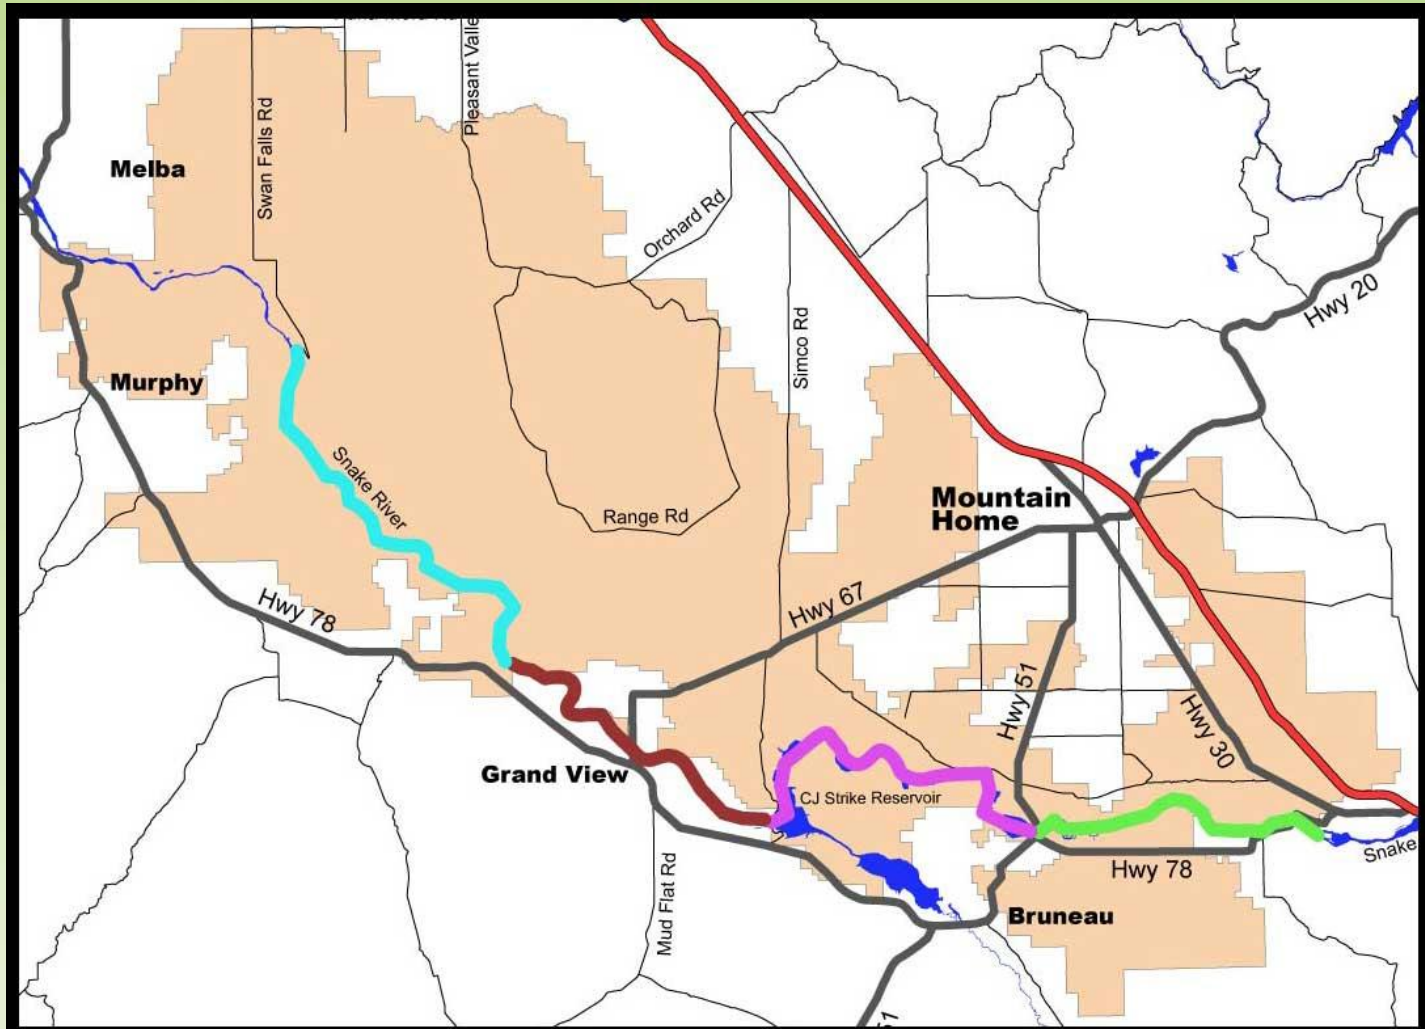 Pleasant Valle
Melba
Swan Falls Rd
Orchard Rd
Hwy 20
Simco Rd
Murphy
Snake River
Range Rd
Mountain
Home
Hwy 67
Hwy 78
Hwy 51
Hwy 30
Grand View
CJ Strike Reservoir
Snake
Hwy 78
Mud Flat Rd
Bruneau
51